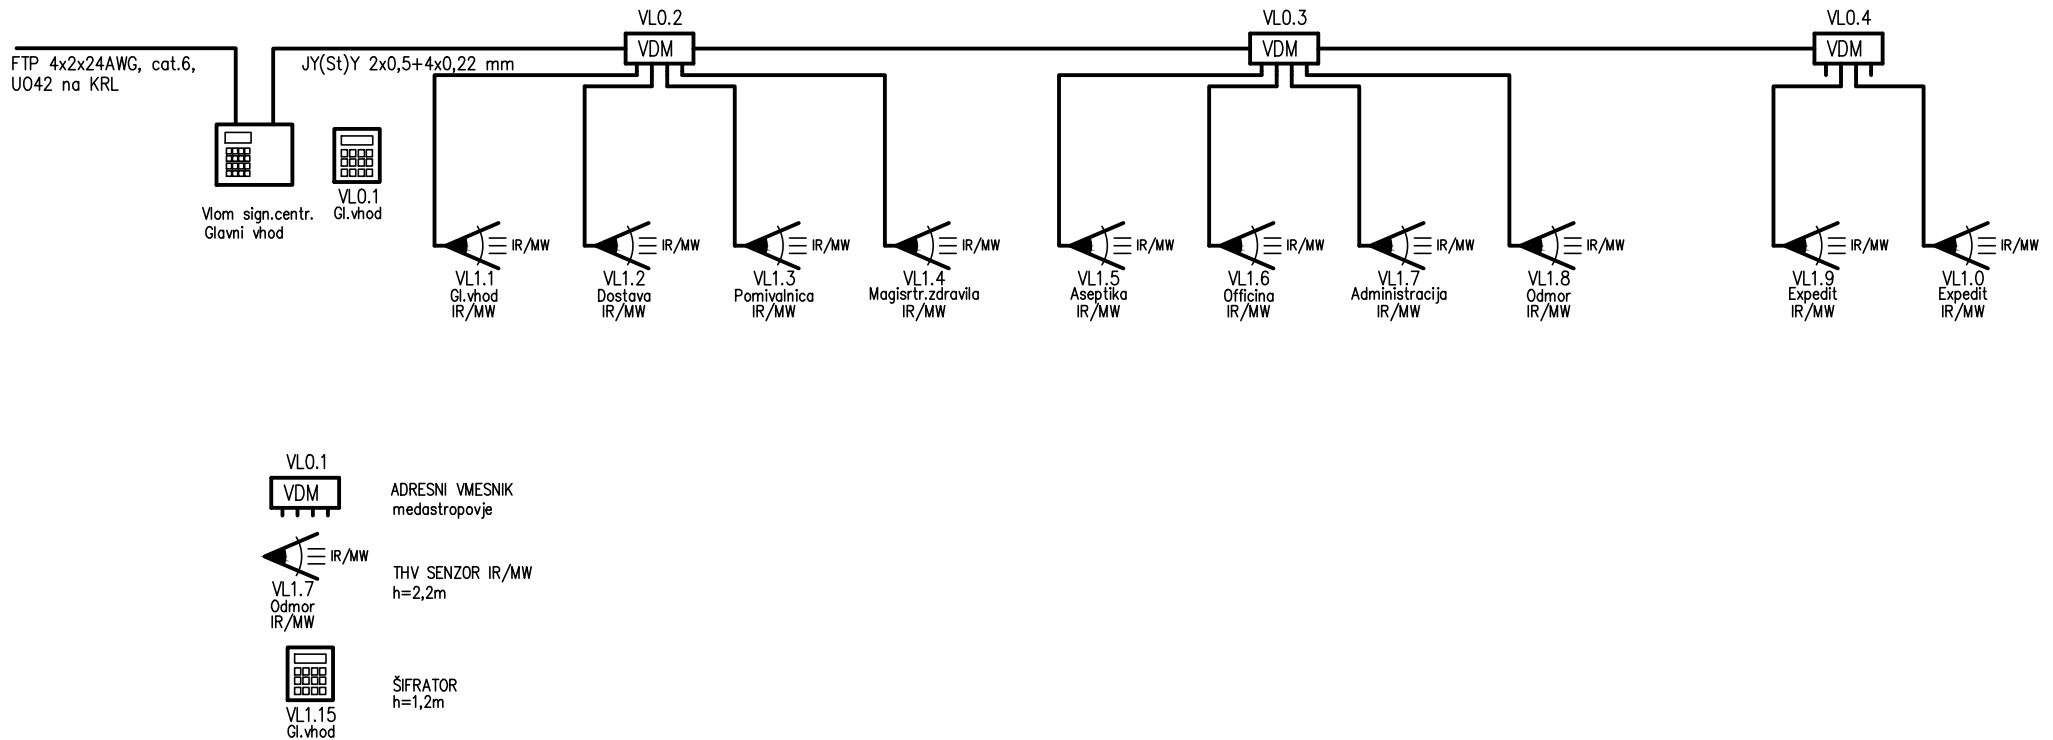 VL0.2
VL0.3
VL0.4
VDM
VDM
VDM
FTP 4x2x24AWG, cat.6,
UO42 na KRL
JY(St)Y 2x0,5+4x0,22 mm
VL0.1
Gl.vhod
Vlom sign.centr.
Glavni vhod
IR/MW
IR/MW
IR/MW
IR/MW
IR/MW
IR/MW
IR/MW
IR/MW
IR/MW
IR/MW
VL1.1
Gl.vhod
IR/MW
VL1.2
Dostava
IR/MW
VL1.3
Pomivalnica
IR/MW
VL1.4
Magisrtr.zdravila
IR/MW
VL1.5
Aseptika
IR/MW
VL1.6
Officina
IR/MW
VL1.7
Administracija
IR/MW
VL1.8
Odmor
IR/MW
VL1.9
Expedit
IR/MW
VL1.0
Expedit
IR/MW
VL0.1
VDM
ADRESNI VMESNIK
medastropovje
IR/MW
VL1.7
Odmor
IR/MW
THV SENZOR IR/MW
h=2,2m
VL1.15
Gl.vhod
ŠIFRATOR
h=1,2m